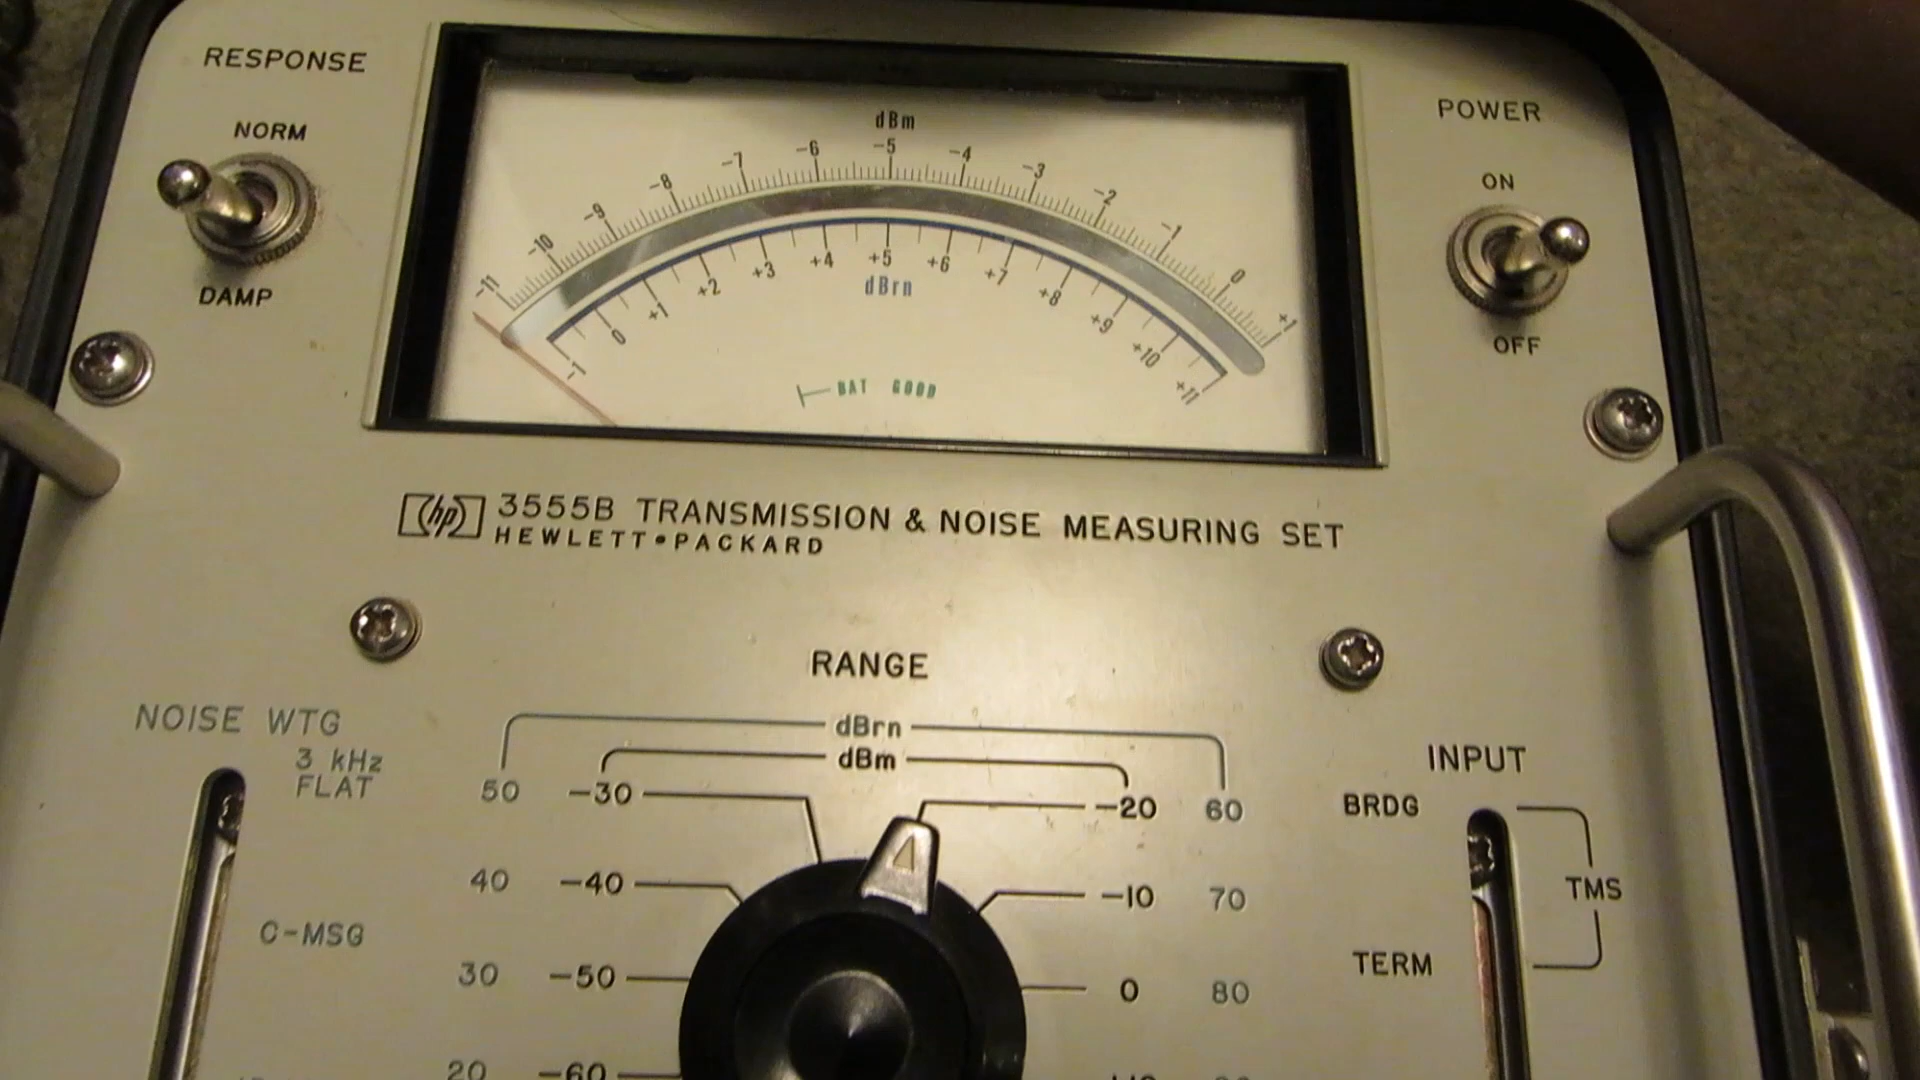 RESPONSE
NORM
DAMP
dBm
-11 -10 -9 -8 -7 -6 -5 -4 -3 -2 -1 0 +1
-1 0 +1 +2 +3 +4 +5 +6 +7 +8 +9 +10 +11
dBrn
BAT GOOD
POWER
ON
OFF
hp 3555B TRANSMISSION & NOISE MEASURING SET
HEWLETT•PACKARD
RANGE
dBrn
dBm
50 -30 -20 60
40 -40 -10 70
30 -50 0 80
20 -60
NOISE WTG
3 kHz
FLAT
C-MSG
INPUT
BRDG
TMS
TERM